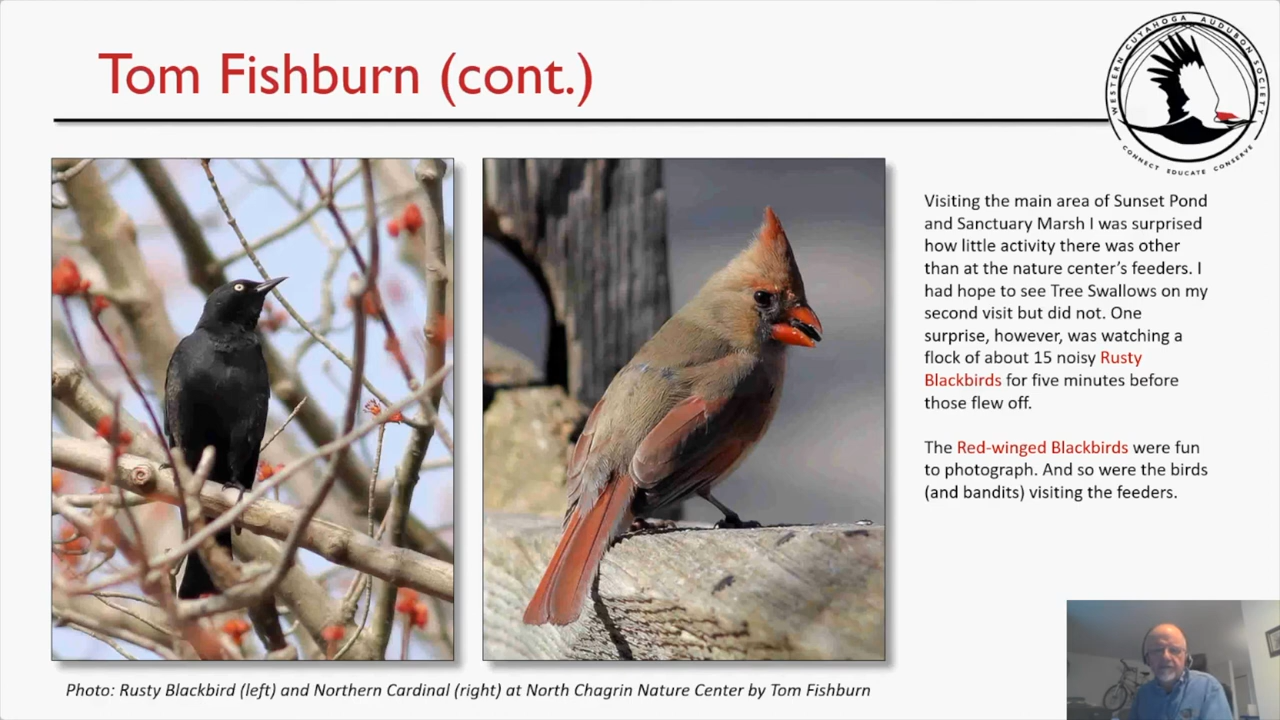 Tom Fishburn (cont.)
WESTERN CUYAHOGA AUDUBON SOCIETY
CONNECT EDUCATE CONSERVE
Visiting the main area of Sunset Pond
and Sanctuary Marsh I was surprised
how little activity there was other
than at the nature center’s feeders. I
had hope to see Tree Swallows on my
second visit but did not. One
surprise, however, was watching a
flock of about 15 noisy Rusty
Blackbirds for five minutes before
those flew off.
The Red-winged Blackbirds were fun
to photograph. And so were the birds
(and bandits) visiting the feeders.
Photo: Rusty Blackbird (left) and Northern Cardinal (right) at North Chagrin Nature Center by Tom Fishburn